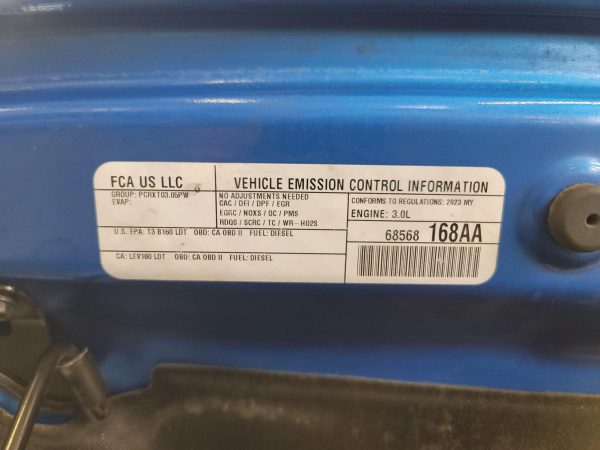 FCA US LLC
VEHICLE EMISSION CONTROL INFORMATION
GROUP: PCRXT03.05PW
EVAP:
NO ADJUSTMENTS NEEDED
CAC / DFI / DPF / EGR
EGRC / NOXS / OC / PMS
RDQS / SCRC / TC / WR-HO2S
CONFORMS TO REGULATIONS: 2023 MY
ENGINE: 3.0L
U.S. EPA: T3 B160 LDT OBD: CA OBD II FUEL: DIESEL
68568 168AA
CA: LEV160 LDT OBD: CA OBD II FUEL: DIESEL